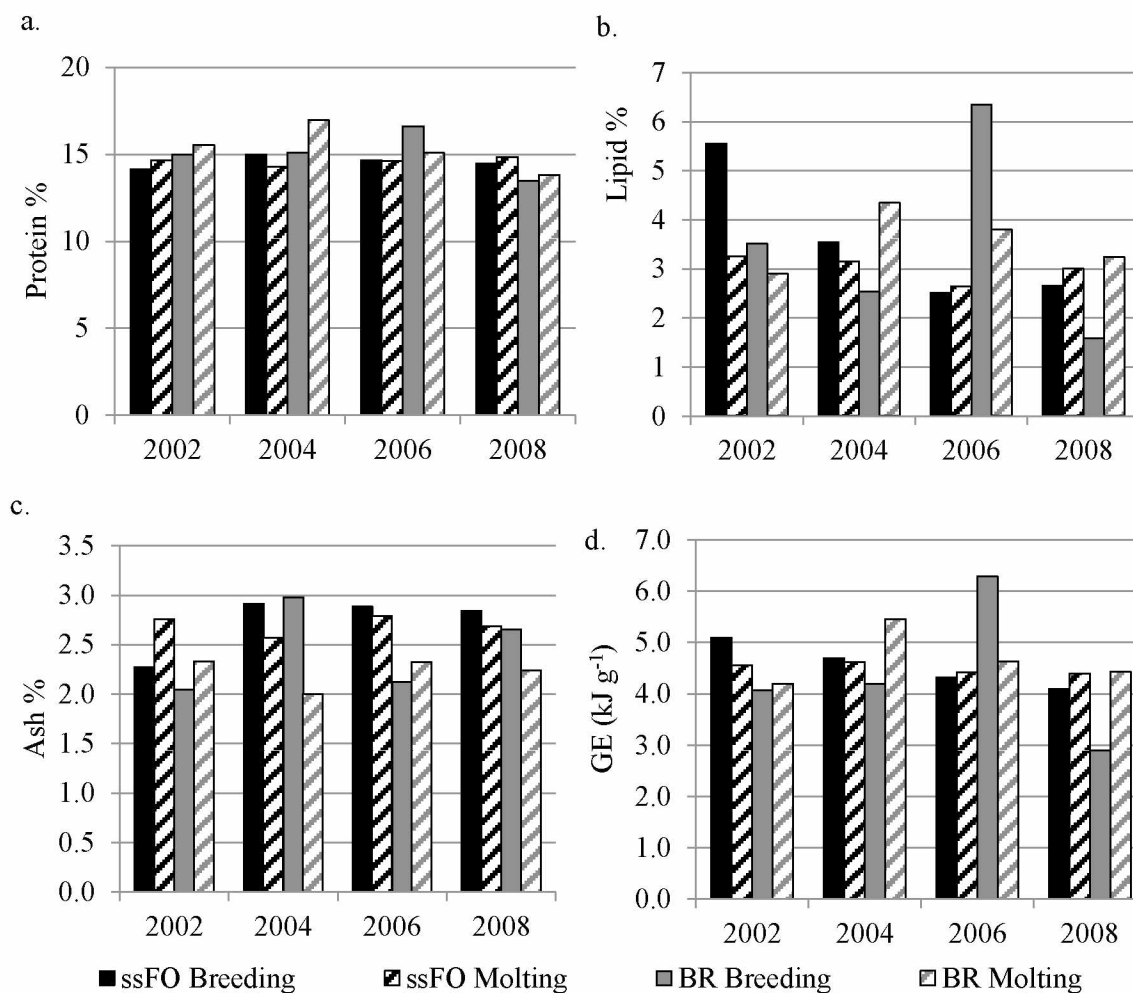 a.
Protein %
20
15
10
5
0
2002 2004 2006 2008
b.
Lipid %
7
6
5
4
3
2
1
0
2002 2004 2006 2008
c.
Ash %
3.5
3.0
2.5
2.0
1.5
1.0
0.5
0.0
2002 2004 2006 2008
d.
GE (kJ g-1)
7.0
6.0
5.0
4.0
3.0
2.0
1.0
0.0
2002 2004 2006 2008
ssFO Breeding ssFO Molting BR Breeding BR Molting